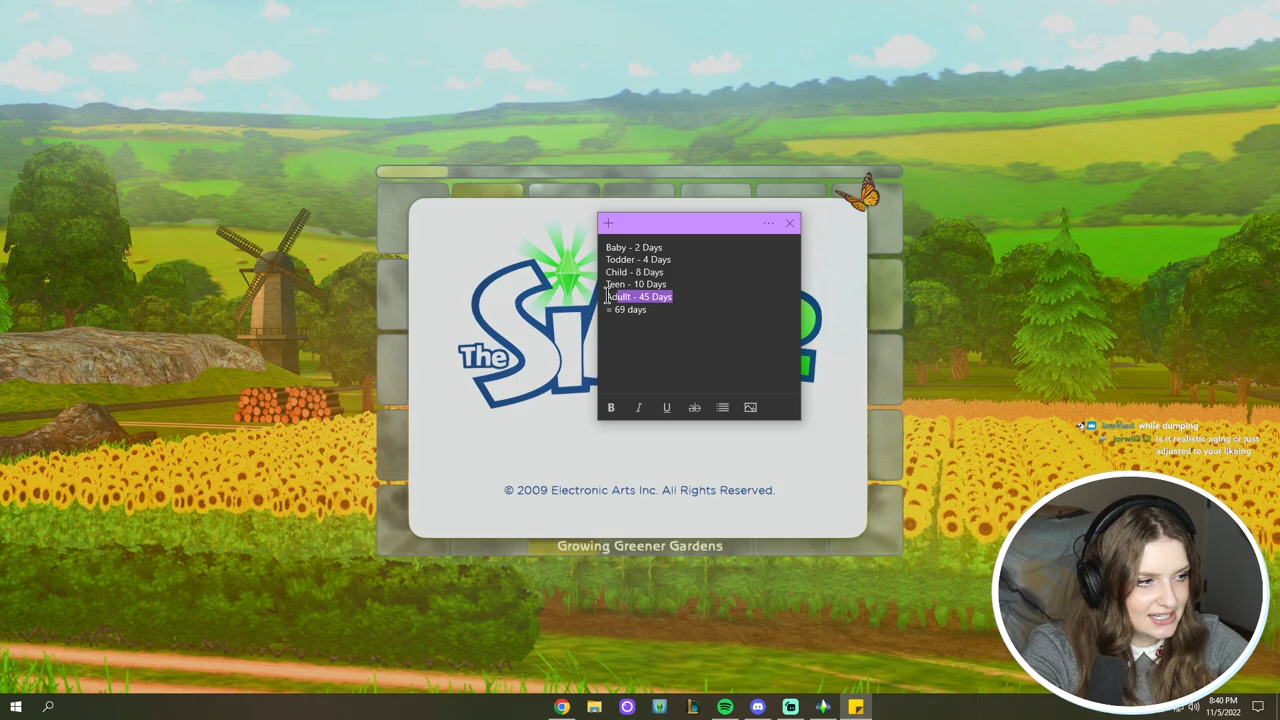 Baby - 2 Days
Todder - 4 Days
Child - 8 Days
Teen - 10 Days
Adullt - 45 Days
= 69 days
The
© 2009 Electronic Arts Inc. All Rights Reserved.
Growing Greener Gardens
while dumping
is it realistic aging or just
adjusted to your likeing
8:40 PM
11/5/2022